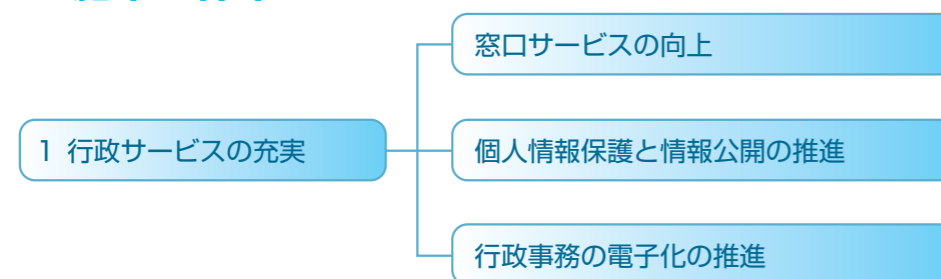 1 行政サービスの充実
窓口サービスの向上
個人情報保護と情報公開の推進
行政事務の電子化の推進